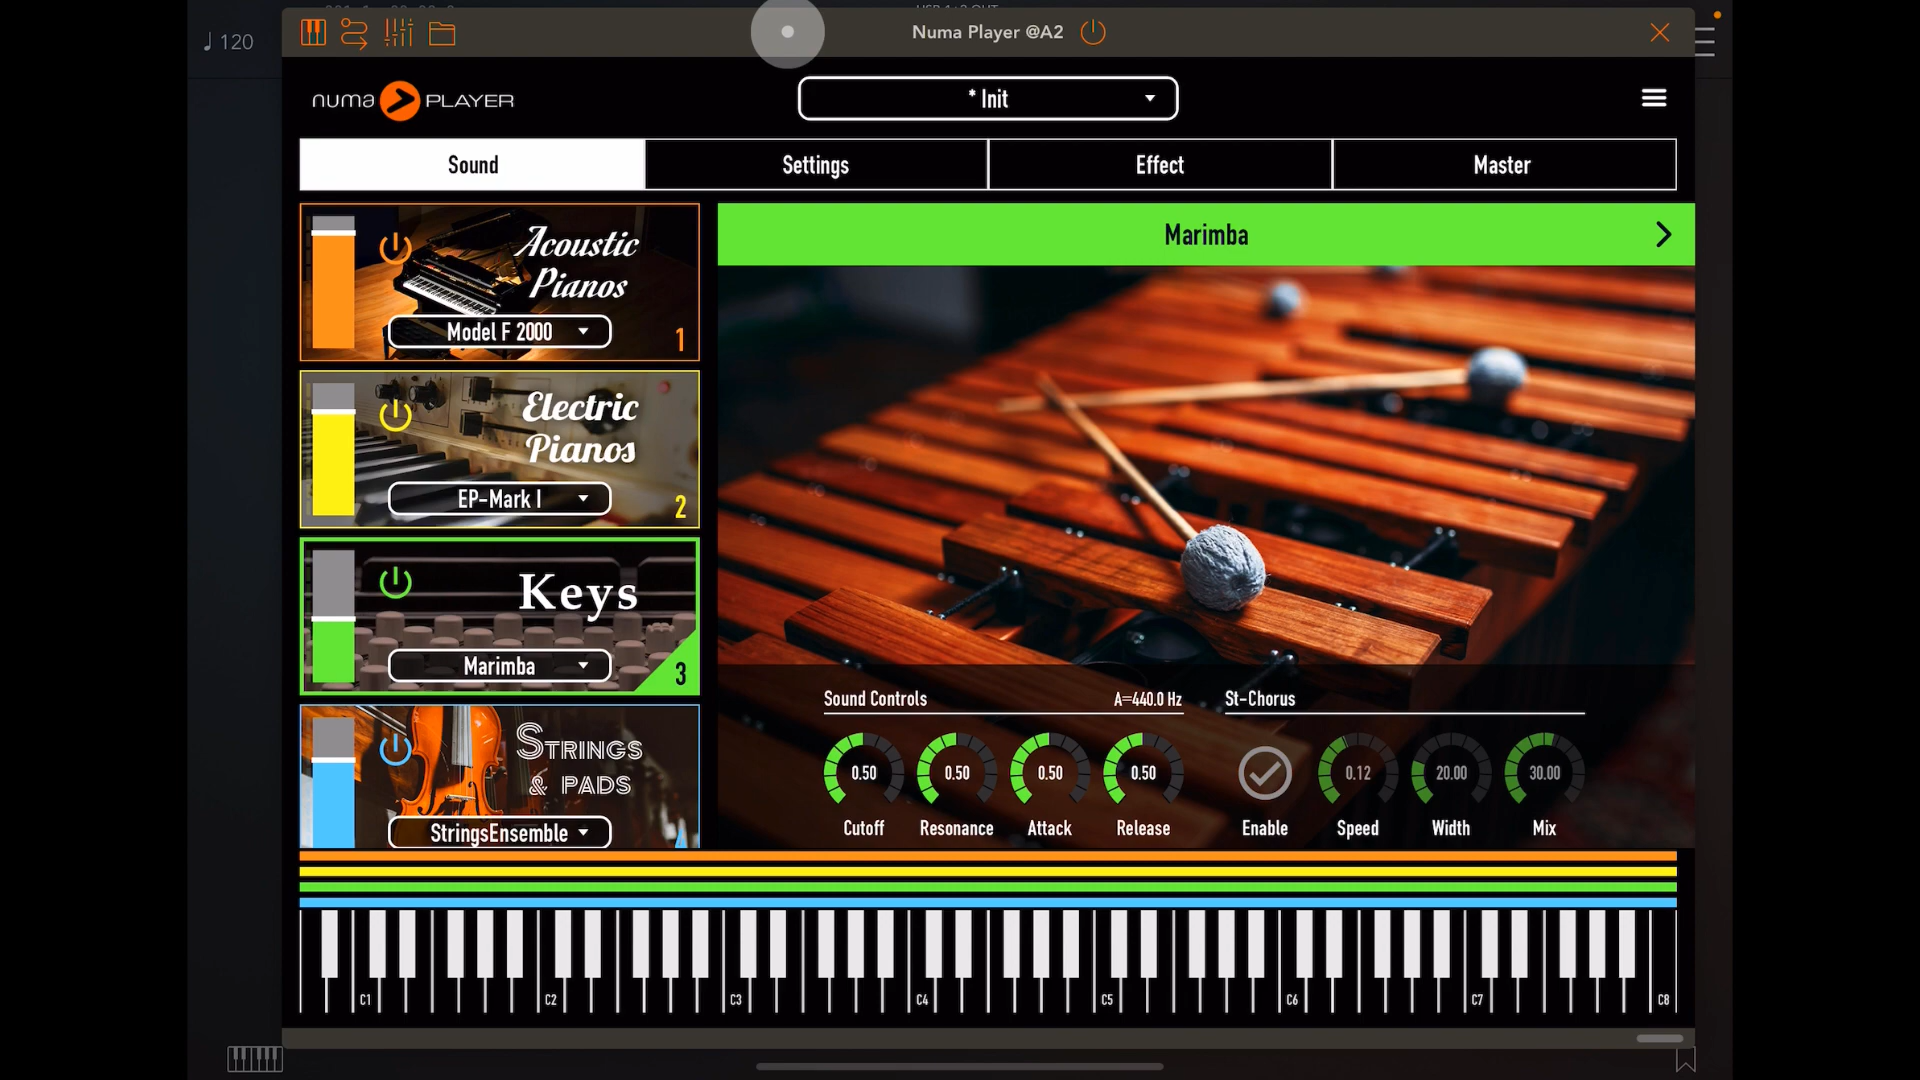 ♩ 120
Numa Player @A2
numa PLAYER
* Init
Sound
Settings
Effect
Master
Acoustic
Pianos
Model F 2000
1
Electric
Pianos
EP-Mark I
2
Keys
Marimba
3
STRINGS
& PADS
StringsEnsemble
Marimba
Sound Controls
A=440.0 Hz
St-Chorus
0.50
0.50
0.50
0.50
0.12
20.00
30.00
Cutoff
Resonance
Attack
Release
Enable
Speed
Width
Mix
C1
C2
C3
C4
C5
C6
C7
C8